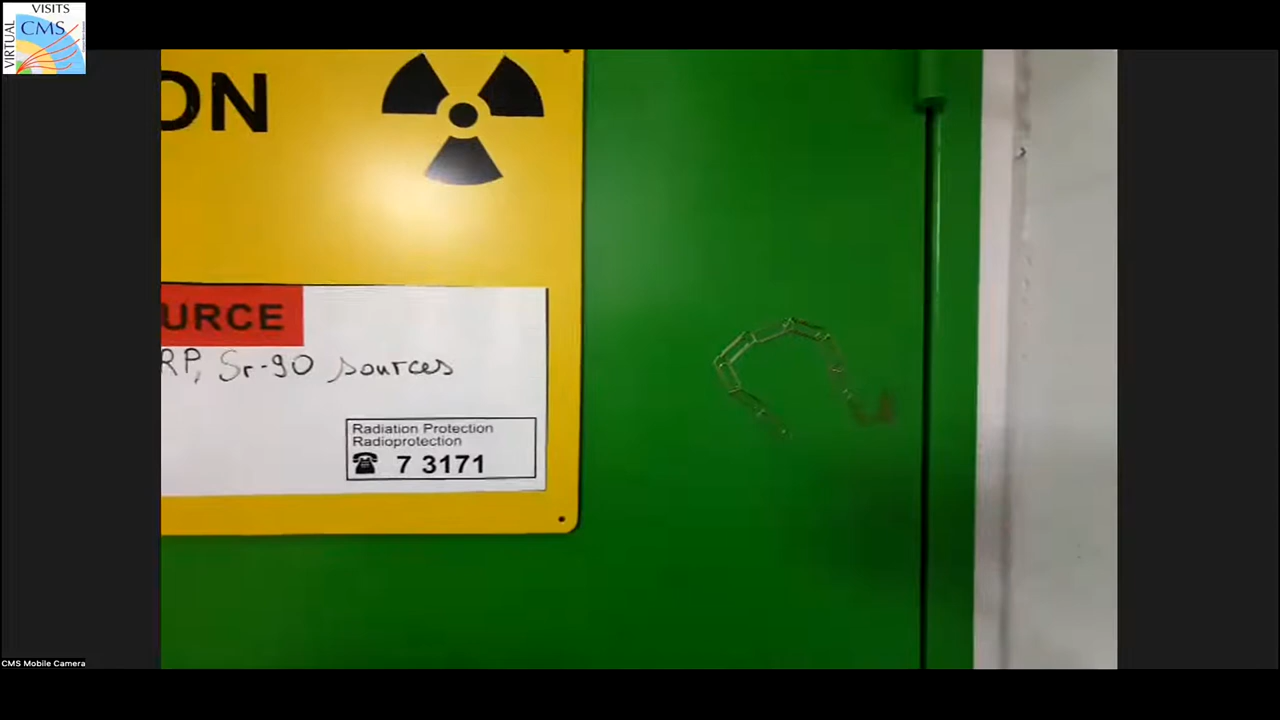 VISITS
VIRTUAL
CMS
ON
URCE
RP, Sr-90 sources
Radiation Protection
Radioprotection
7 3171
CMS Mobile Camera